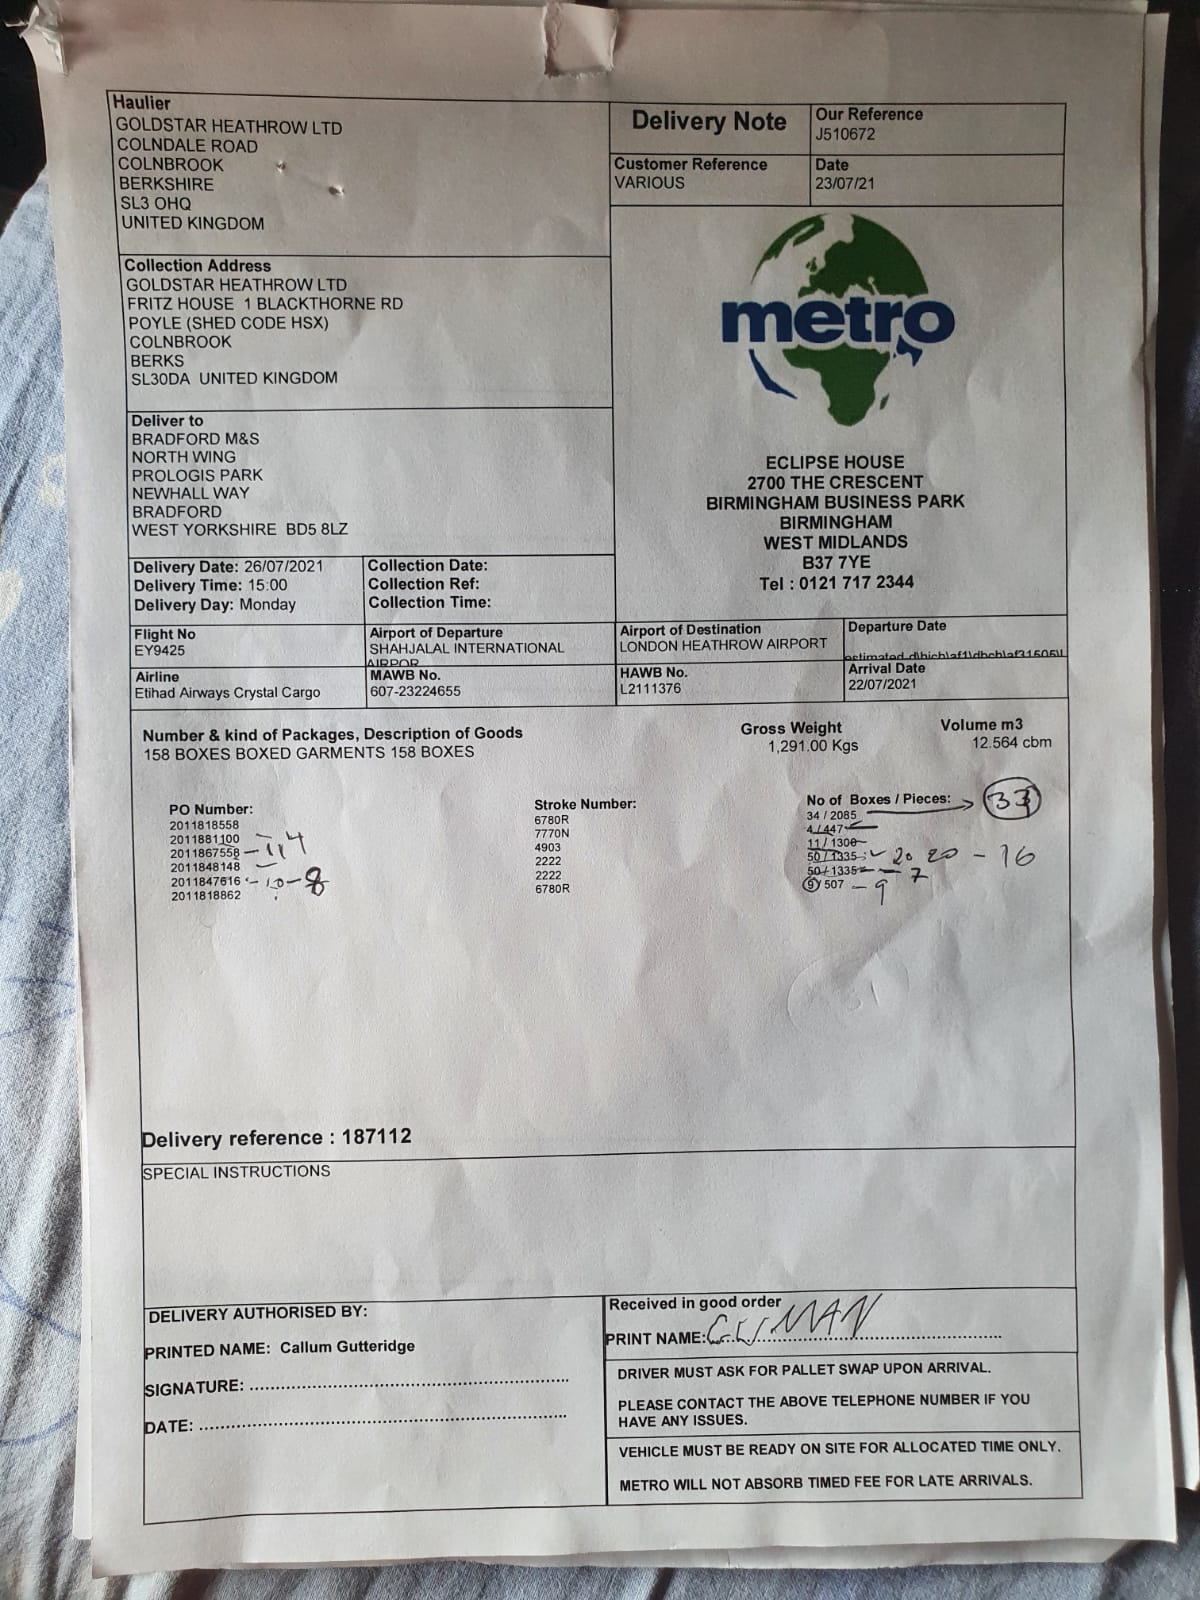 Haulier
GOLDSTAR HEATHROW LTD
COLNDALE ROAD
COLNBROOK
BERKSHIRE
SL3 OHQ
UNITED KINGDOM
Delivery Note
Our Reference
J510672
Customer Reference
VARIOUS
Date
23/07/21
Collection Address
GOLDSTAR HEATHROW LTD
FRITZ HOUSE 1 BLACKTHORNE RD
POYLE (SHED CODE HSX)
COLNBROOK
BERKS
SL30DA UNITED KINGDOM
metro
Deliver to
BRADFORD M&S
NORTH WING
PROLOGIS PARK
NEWHALL WAY
BRADFORD
WEST YORKSHIRE BD5 8LZ
ECLIPSE HOUSE
2700 THE CRESCENT
BIRMINGHAM BUSINESS PARK
BIRMINGHAM
WEST MIDLANDS
B37 7YE
Tel : 0121 717 2344
Delivery Date: 26/07/2021
Delivery Time: 15:00
Delivery Day: Monday
Collection Date:
Collection Ref:
Collection Time:
Flight No
EY9425
Airport of Departure
SHAHJALAL INTERNATIONAL
AIRPOR
Airport of Destination
LONDON HEATHROW AIRPORT
Departure Date
Airline
Etihad Airways Crystal Cargo
MAWB No.
607-23224655
HAWB No.
L2111376
Arrival Date
22/07/2021
Number & kind of Packages, Description of Goods
158 BOXES BOXED GARMENTS 158 BOXES
Gross Weight
1,291.00 Kgs
Volume m3
12.564 cbm
PO Number:
2011818558
2011881100
2011867558
2011848148
2011847616 - 10 - 8
2011818862
Stroke Number:
6780R
7770N
4903
2222
2222
6780R
No of Boxes / Pieces:
34 / 2085
4 / 447
11 / 1300
50 / 1335 20 20 - 16
50 / 1335 - 7
9 / 507 - 9
Delivery reference : 187112
SPECIAL INSTRUCTIONS
DELIVERY AUTHORISED BY:
PRINTED NAME: Callum Gutteridge
SIGNATURE:
DATE:
Received in good order
PRINT NAME:
DRIVER MUST ASK FOR PALLET SWAP UPON ARRIVAL.
PLEASE CONTACT THE ABOVE TELEPHONE NUMBER IF YOU
HAVE ANY ISSUES.
VEHICLE MUST BE READY ON SITE FOR ALLOCATED TIME ONLY.
METRO WILL NOT ABSORB TIMED FEE FOR LATE ARRIVALS.